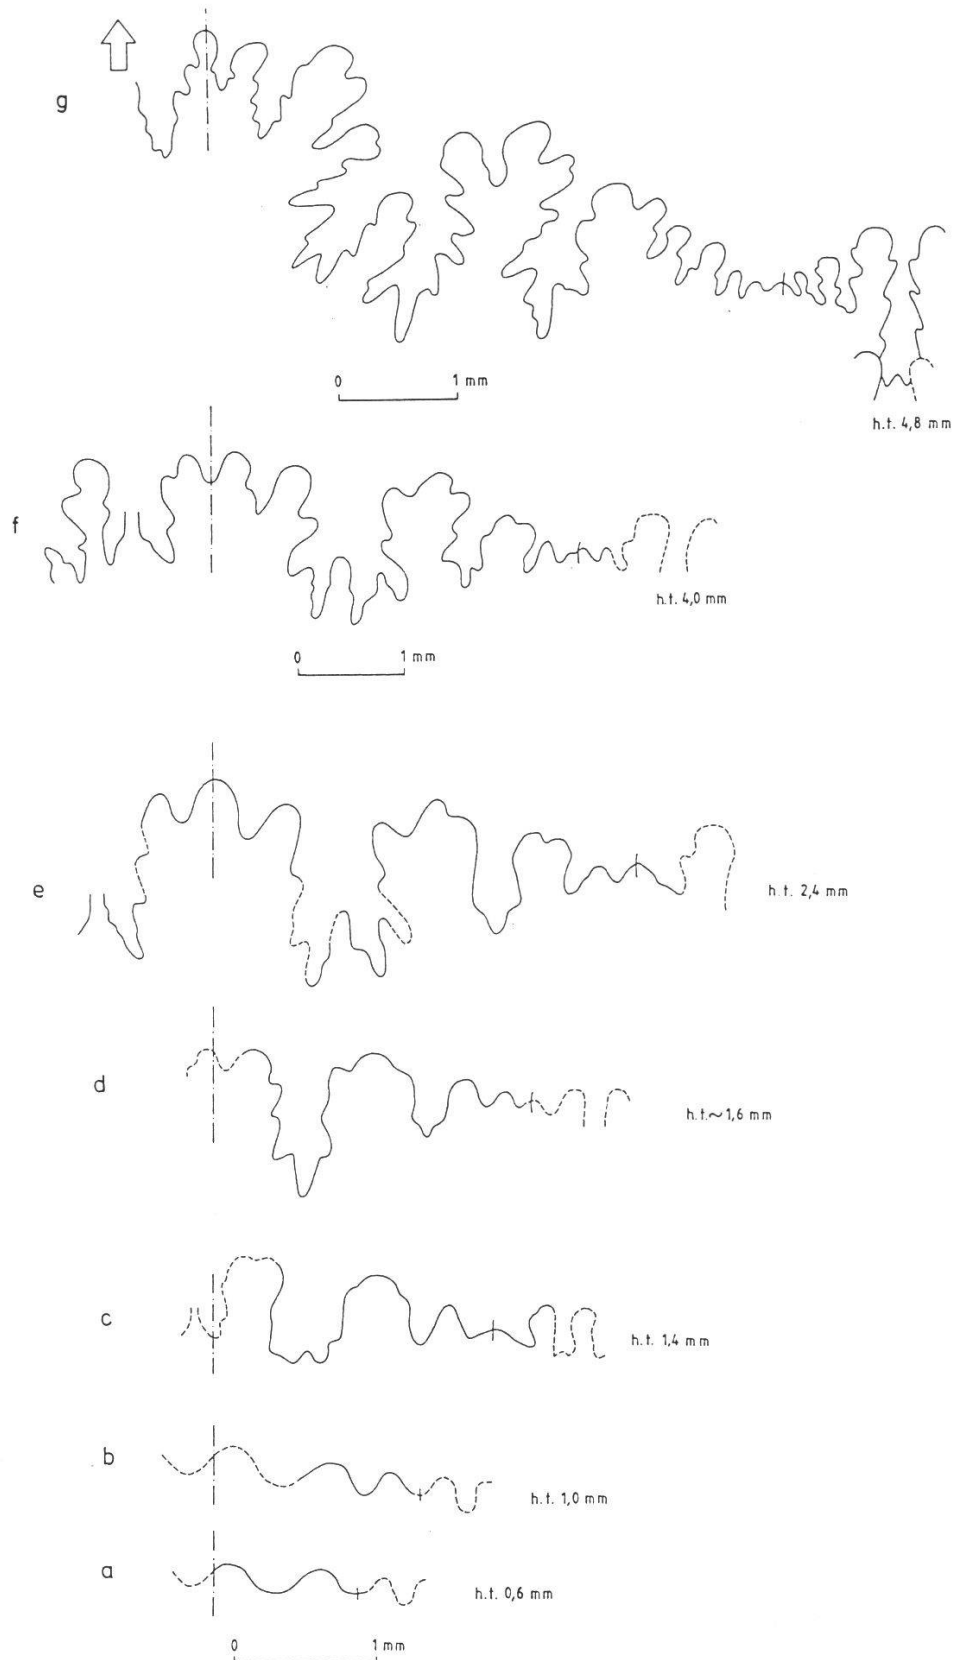 g
0 1 mm
h.t. 4,8 mm
f
h.t. 4,0 mm
0 1 mm
e
h.t. 2,4 mm
d
h.t.~1,6 mm
c
h.t. 1,4 mm
b
h.t. 1,0 mm
a
h.t. 0,6 mm
0 1 mm